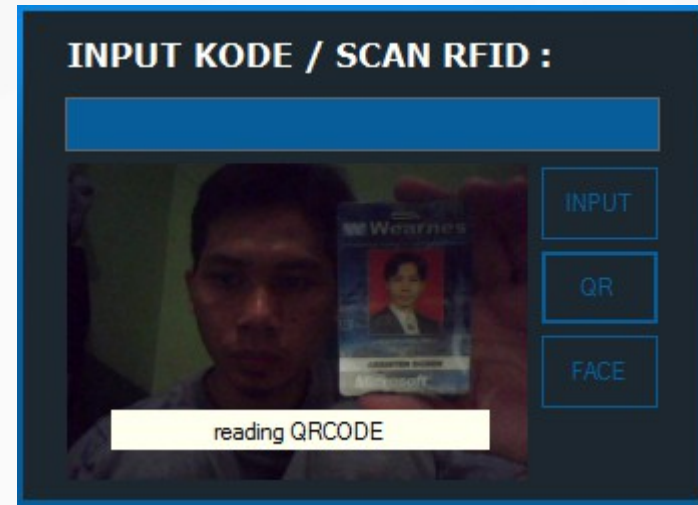 INPUT KODE / SCAN RFID :
INPUT
Wearnes
QR
FACE
Microsoft
reading QRCODE